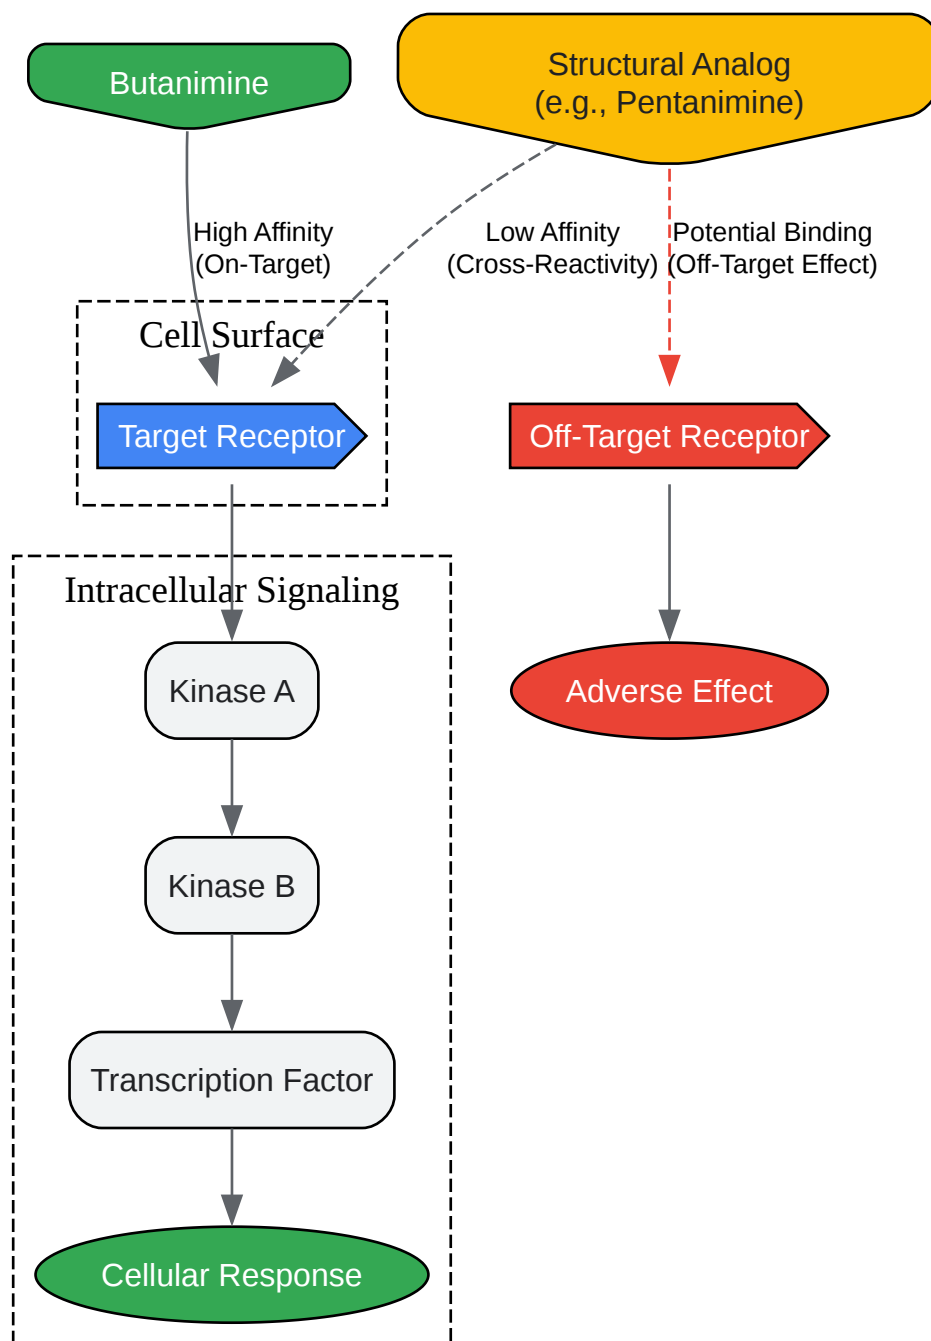 Butanimine
Structural Analog
(e.g., Pentanimine)
High Affinity
(On-Target)
Low Affinity
(Cross-Reactivity)
Potential Binding
(Off-Target Effect)
Cell Surface
Target Receptor
Off-Target Receptor
Intracellular Signaling
Kinase A
Adverse Effect
Kinase B
Transcription Factor
Cellular Response